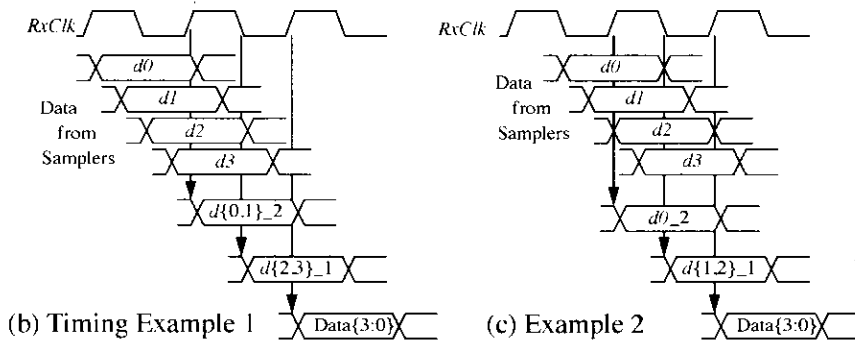 RxClk
d0
d1
Data
from
Samplers
d2
d3
d{0,1}_2
d{2,3}_1
Data{3:0}
(b) Timing Example 1
RxClk
d0
Data
from
Samplers
d1
d2
d3
d0_2
d{1,2}_1
Data{3:0}
(c) Example 2